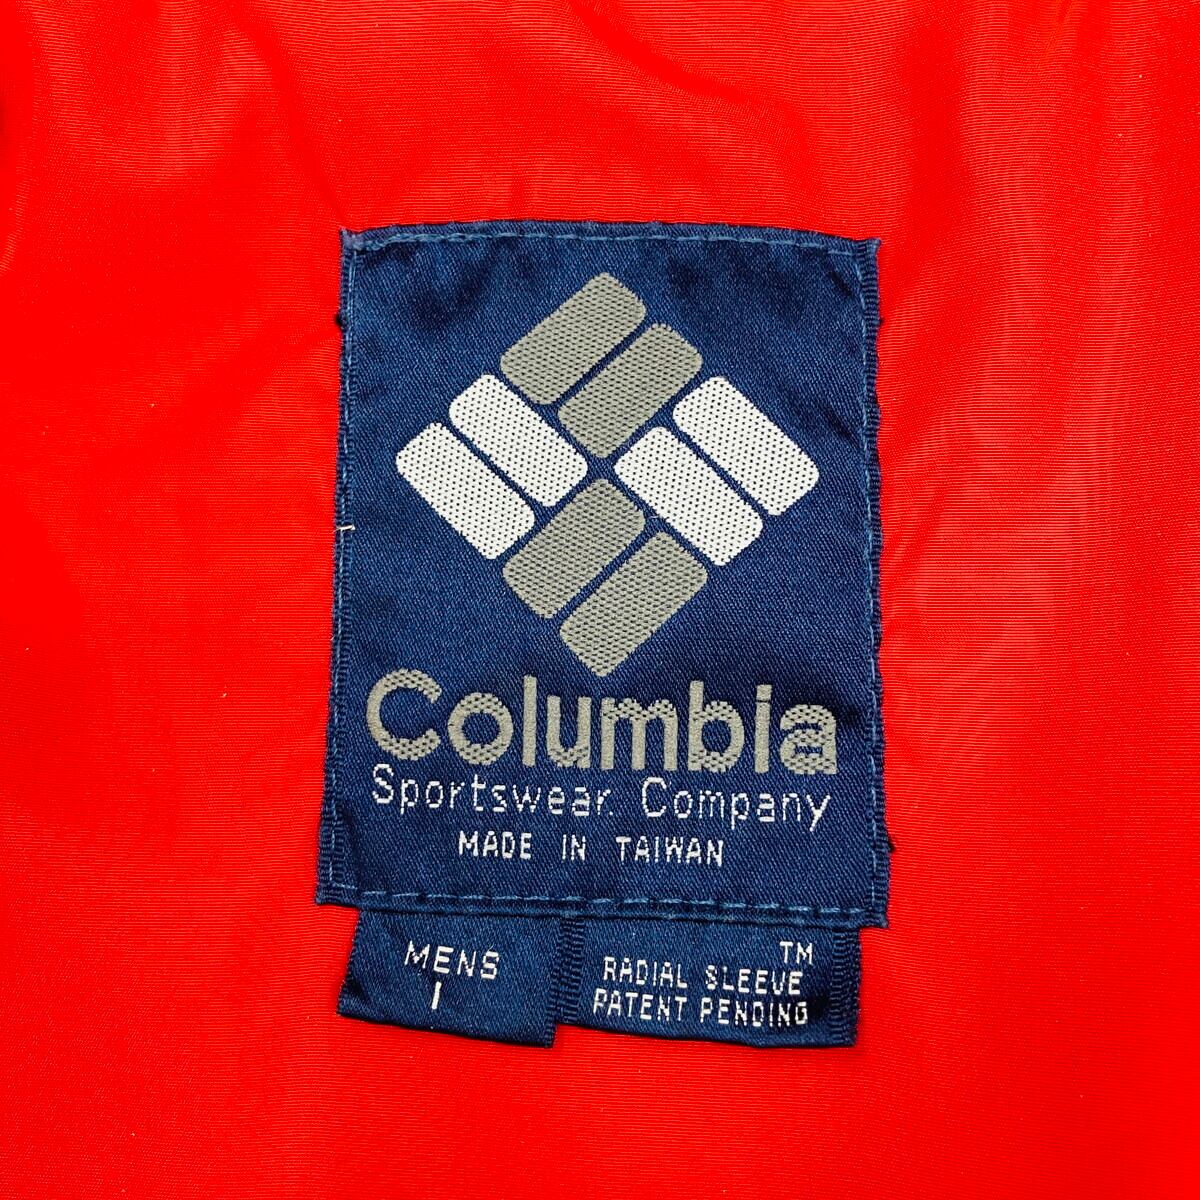 Columbia
Sportswear Company
MADE IN TAIWAN
MENS
TM
RADIAL SLEEVE
PATENT PENDING